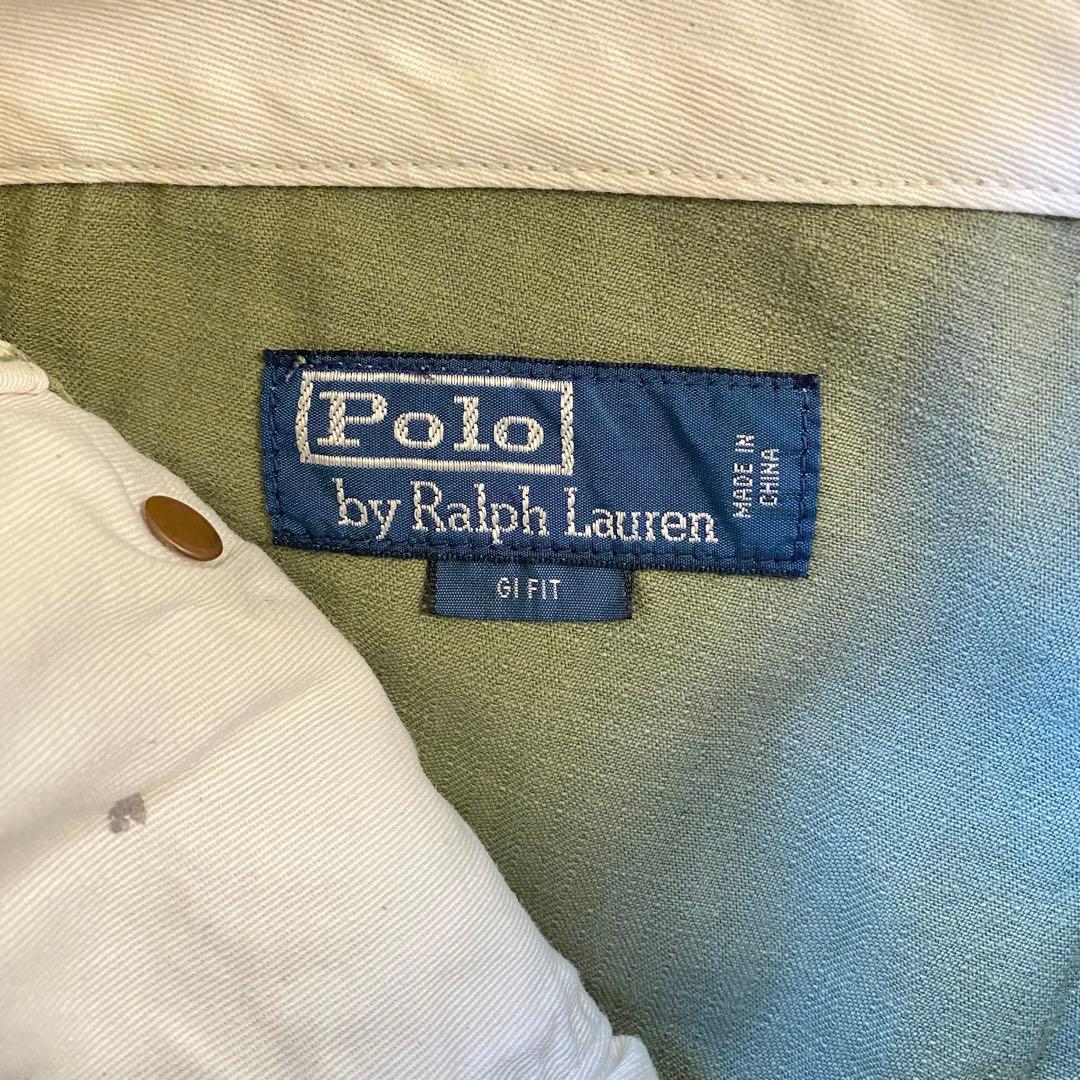 Polo
by Ralph Lauren
MADE IN
CHINA
GI FIT